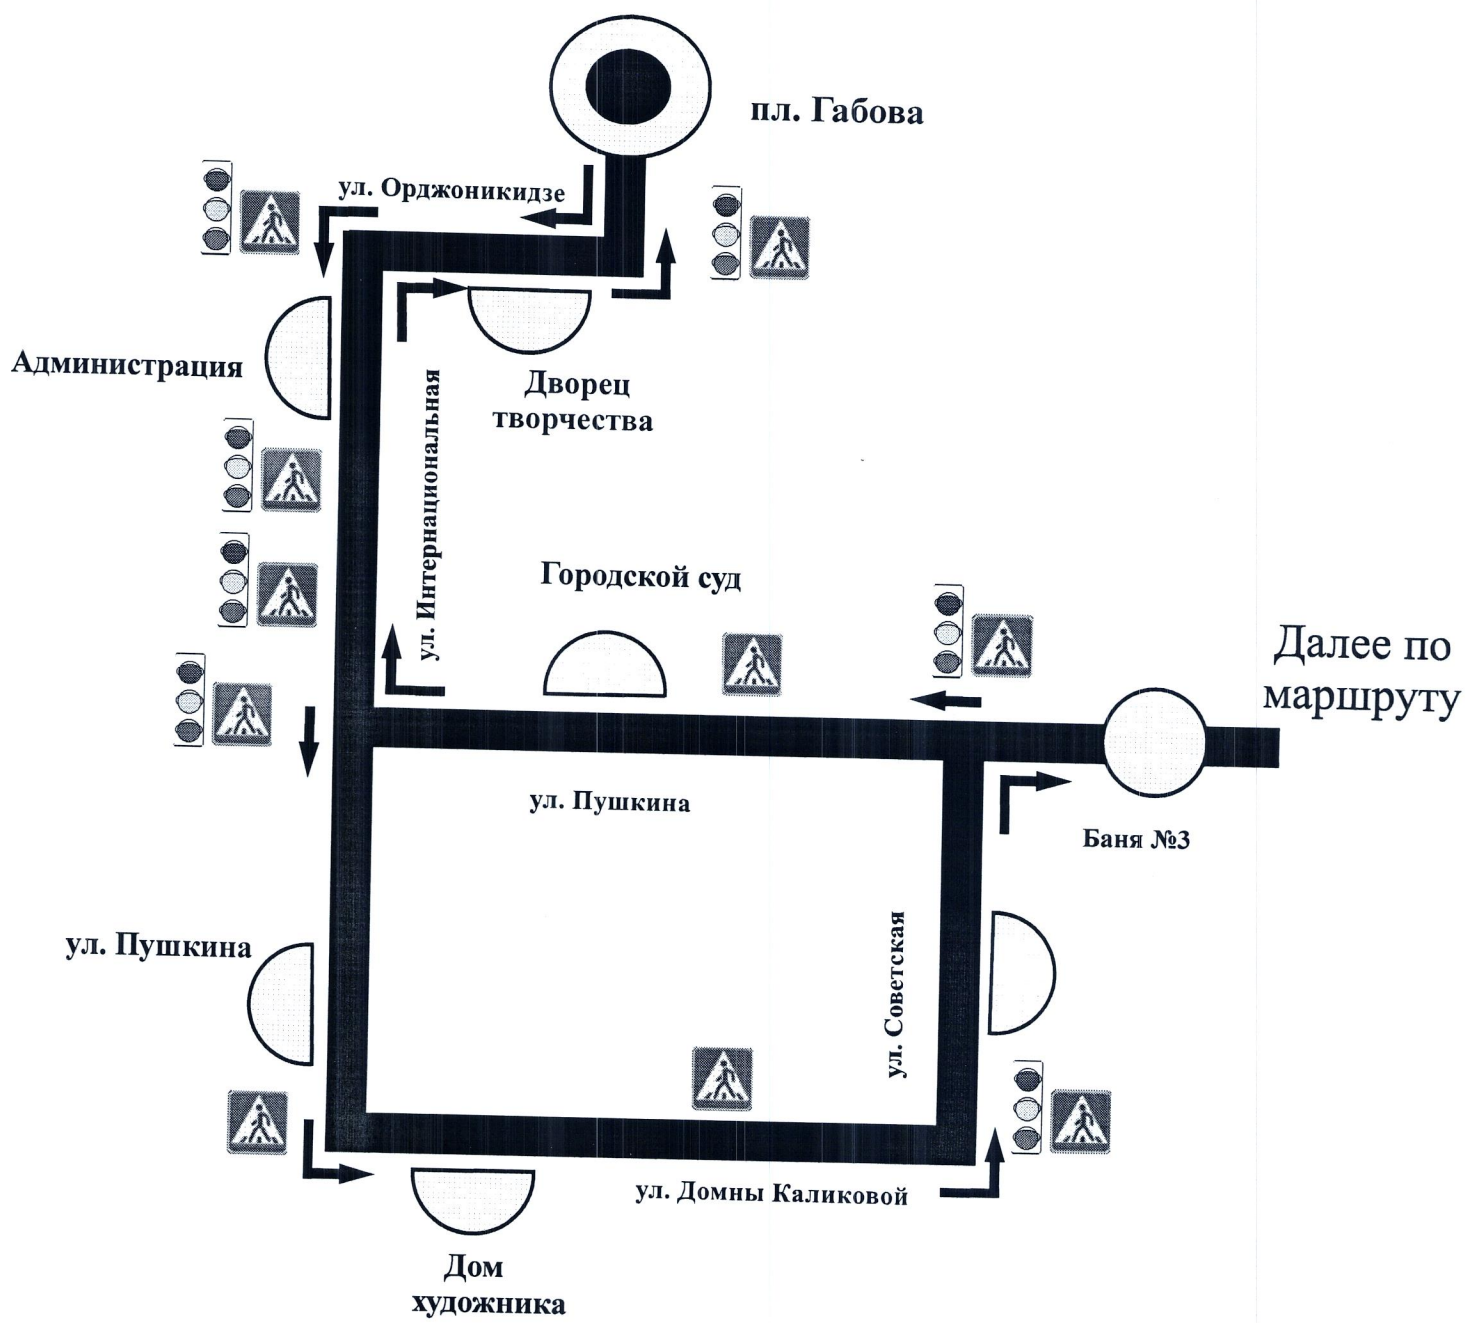 пл. Габова
ул. Орджоникидзе
Администрация
Дворец
творчества
ул. Интернациональная
Городской суд
Далее по
маршруту
ул. Пушкина
Баня №3
ул. Пушкина
ул. Советская
ул. Домны Каликовой
Дом
художника